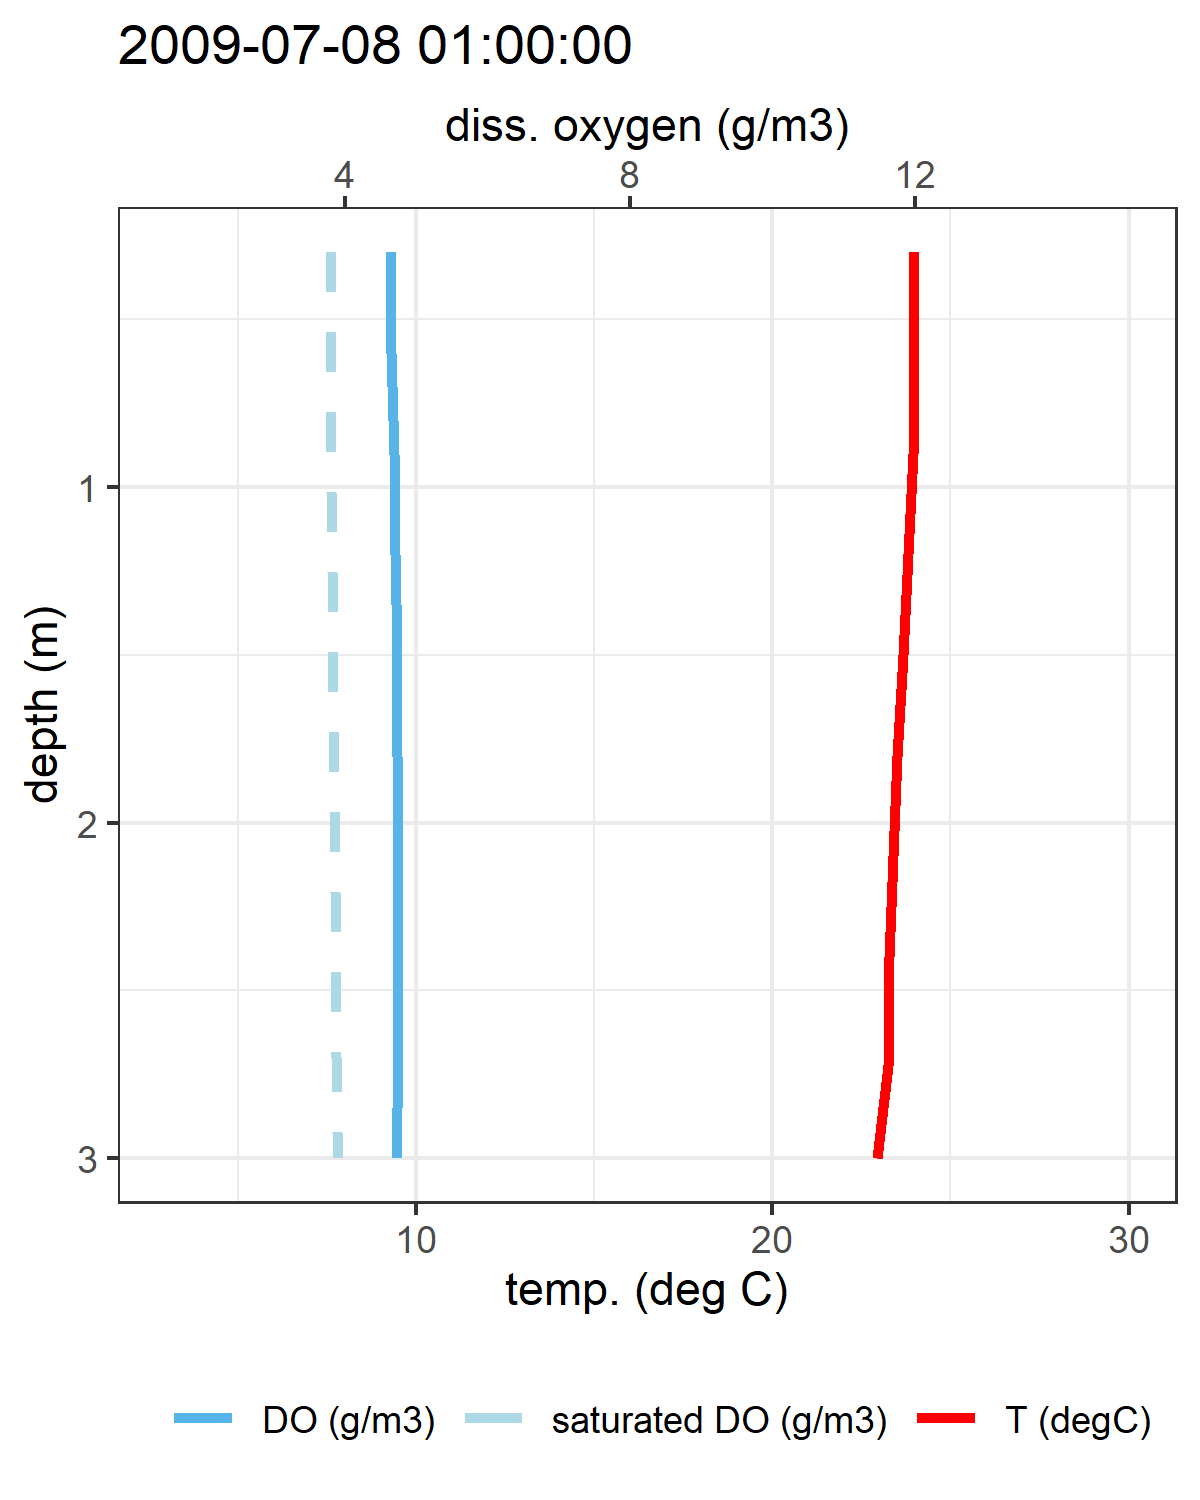 2009-07-08 01:00:00
diss. oxygen (g/m3)
4 8 12
depth (m)
1
2
3
10 20 30
temp. (deg C)
DO (g/m3) saturated DO (g/m3) T (degC)